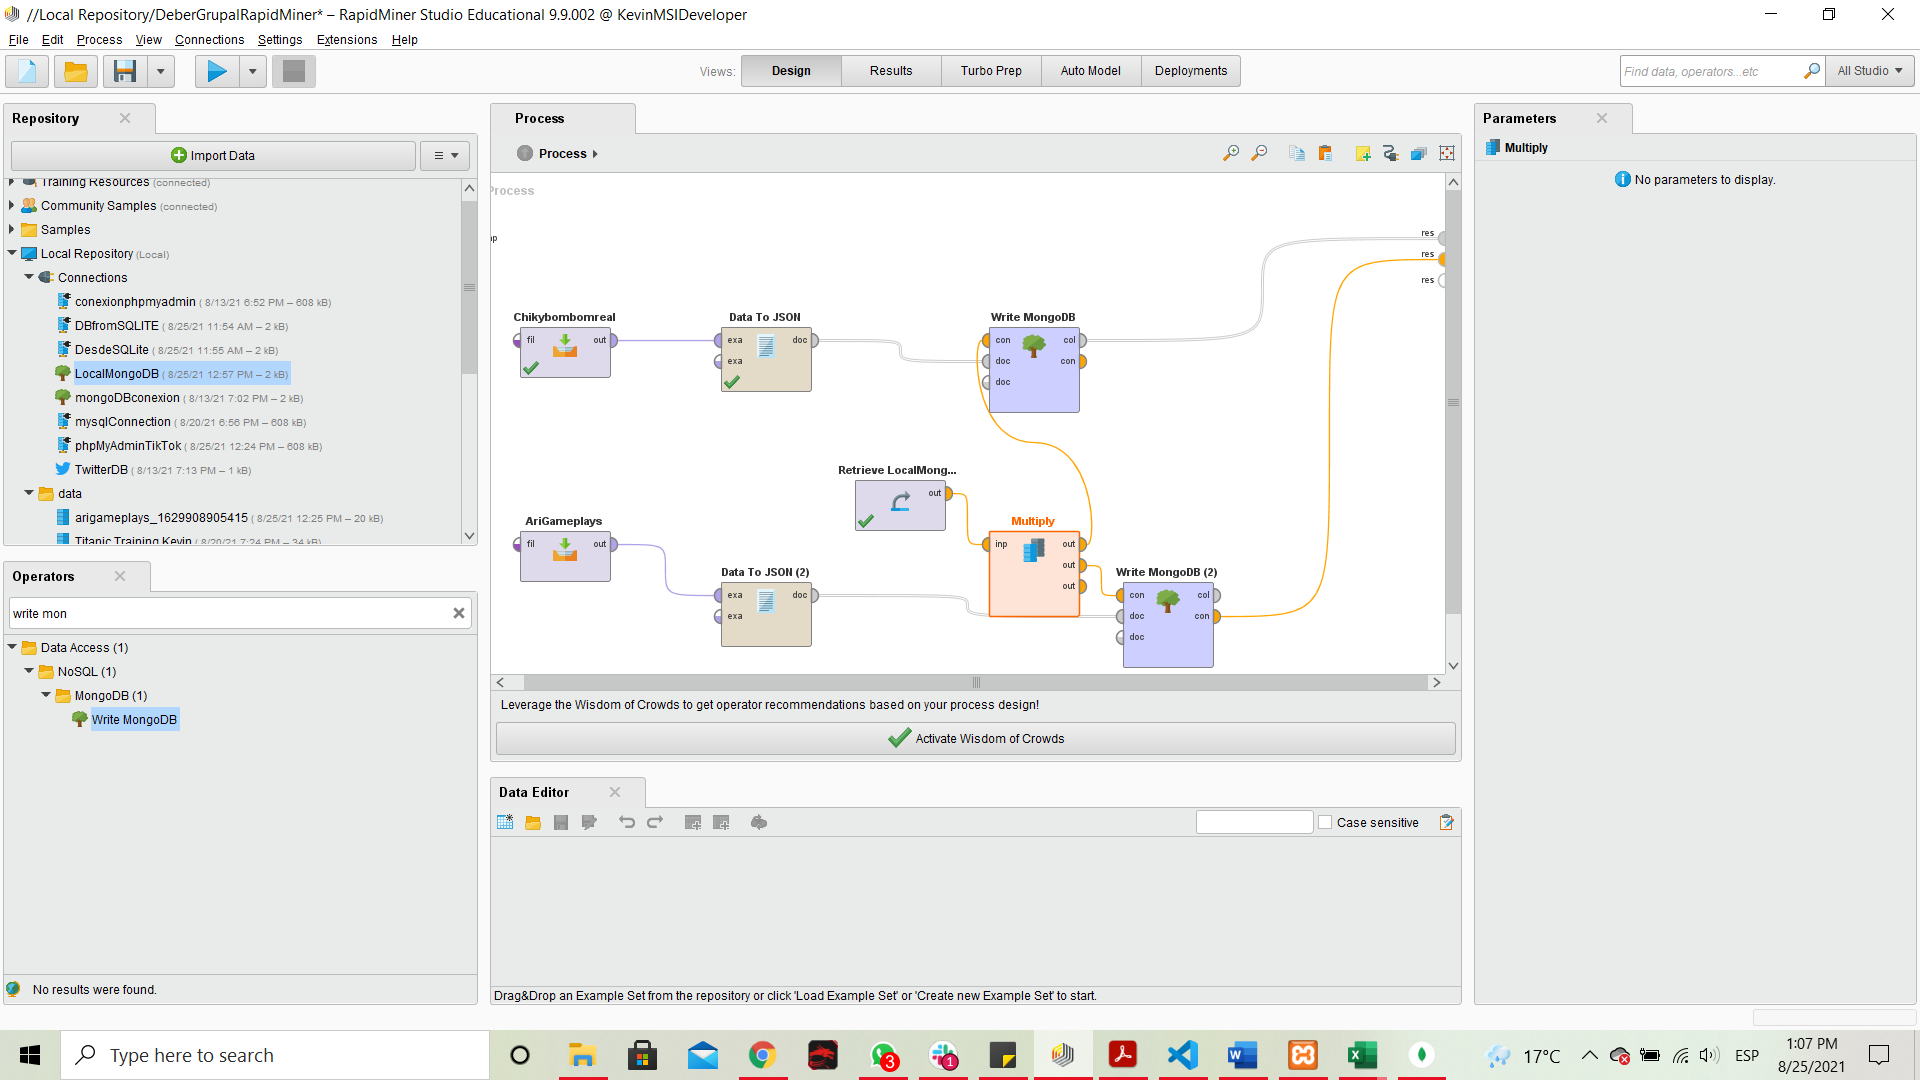 //Local Repository/DeberGrupalRapidMiner* – RapidMiner Studio Educational 9.9.002 @ KevinMSIDeveloper
File Edit Process View Connections Settings Extensions Help
Views: Design Results Turbo Prep Auto Model Deployments
Find data, operators...etc
All Studio
Repository
Import Data
Training Resources (connected)
Community Samples (connected)
Samples
Local Repository (Local)
Connections
conexionphpmyadmin ( 8/13/21 6:52 PM – 608 kB)
DBfromSQLITE ( 8/25/21 11:54 AM – 2 kB)
DesdeSQLite ( 8/25/21 11:55 AM – 2 kB)
LocalMongoDB ( 8/25/21 12:57 PM – 2 kB)
mongoDBconexion ( 8/13/21 7:02 PM – 2 kB)
mysqlConnection ( 8/20/21 6:56 PM – 608 kB)
phpMyAdminTikTok ( 8/25/21 12:24 PM – 608 kB)
TwitterDB ( 8/13/21 7:13 PM – 1 kB)
data
arigameplays_1629908905415 ( 8/25/21 12:25 PM – 20 kB)
Titanic Training Kevin ( 8/20/21 7:24 PM – 34 kB)
Operators
write mon
Data Access (1)
NoSQL (1)
MongoDB (1)
Write MongoDB
No results were found.
Process
Process
Process
np
res
res
res
Chikybombomreal
fil out
Data To JSON
exa doc
exa
Write MongoDB
con col
doc con
doc
Retrieve LocalMong...
out
AriGameplays
fil out
Multiply
inp out
out
out
Data To JSON (2)
exa doc
exa
Write MongoDB (2)
con col
doc con
doc
Leverage the Wisdom of Crowds to get operator recommendations based on your process design!
Activate Wisdom of Crowds
Data Editor
Case sensitive
Drag&Drop an Example Set from the repository or click 'Load Example Set' or 'Create new Example Set' to start.
Parameters
Multiply
No parameters to display.
Type here to search
3
1
17°C
ESP
1:07 PM
8/25/2021